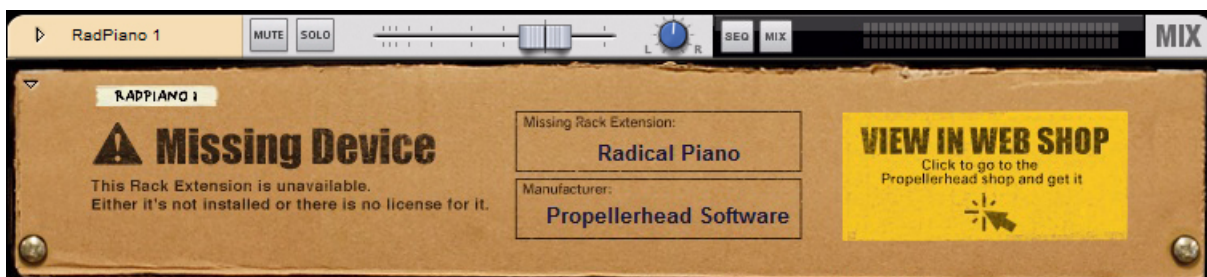 RadPiano 1
MUTE
SOLO
L
R
SEQ
MIX
MIX
RADPIANO 1
Missing Device
This Rack Extension is unavailable.
Either it's not installed or there is no license for it.
Missing Rack Extension:
Radical Piano
Manufacturer:
Propellerhead Software
VIEW IN WEB SHOP
Click to go to the
Propellerhead shop and get it